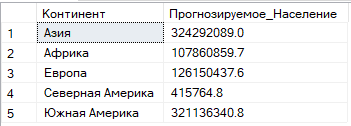 Континент Прогнозируемое_Население
1 Азия 324292089.0
2 Африка 107860859.7
3 Европа 126150437.6
4 Северная Америка 415764.8
5 Южная Америка 321136340.8